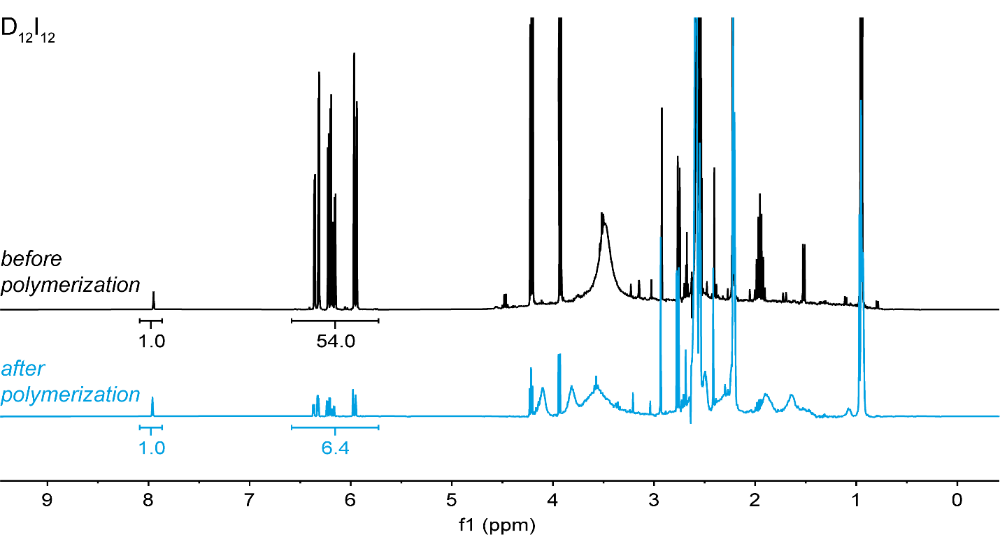 D₁₂I₁₂
before
polymerization
1.0 54.0
after
polymerization
1.0 6.4
9 8 7 6 5 4 3 2 1 0
f1 (ppm)